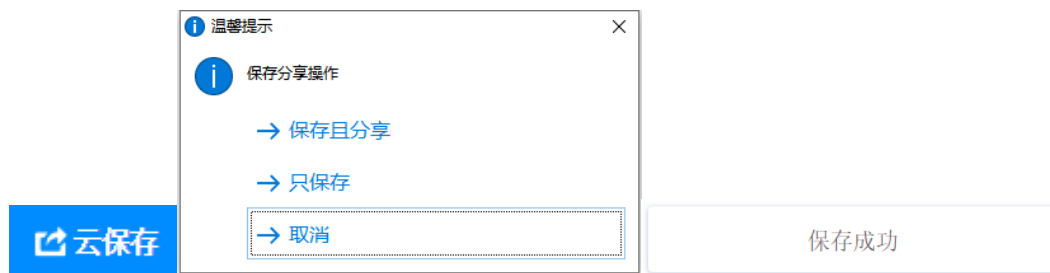 温馨提示
保存分享操作
→ 保存且分享
→ 只保存
→ 取消
云保存
保存成功